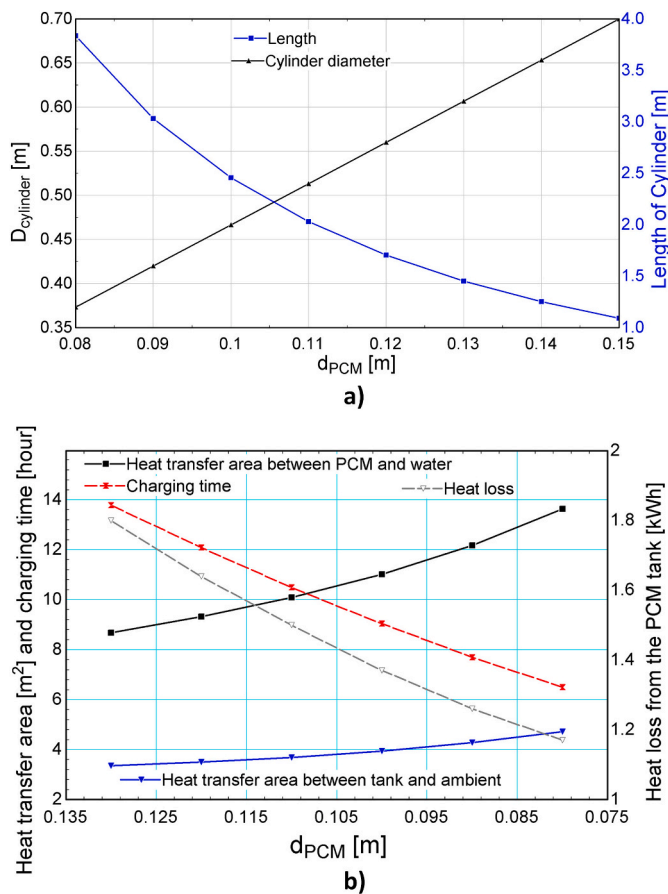 a)
Length
Cylinder diameter
0.70
0.65
0.60
0.55
0.50
0.45
0.40
0.35
D_cylinder [m]
4.0
3.5
3.0
2.5
2.0
1.5
1.0
Length of Cylinder [m]
0.08 0.09 0.1 0.11 0.12 0.13 0.14 0.15
d_PCM [m]
a)
Heat transfer area between PCM and water
Charging time
Heat loss
Heat transfer area between tank and ambient
14
12
10
8
6
4
2
Heat transfer area [m²] and charging time [hour]
2
1.8
1.6
1.4
1.2
1
Heat loss from the PCM tank [kWh]
0.135 0.125 0.115 0.105 0.095 0.085 0.075
d_PCM [m]
b)